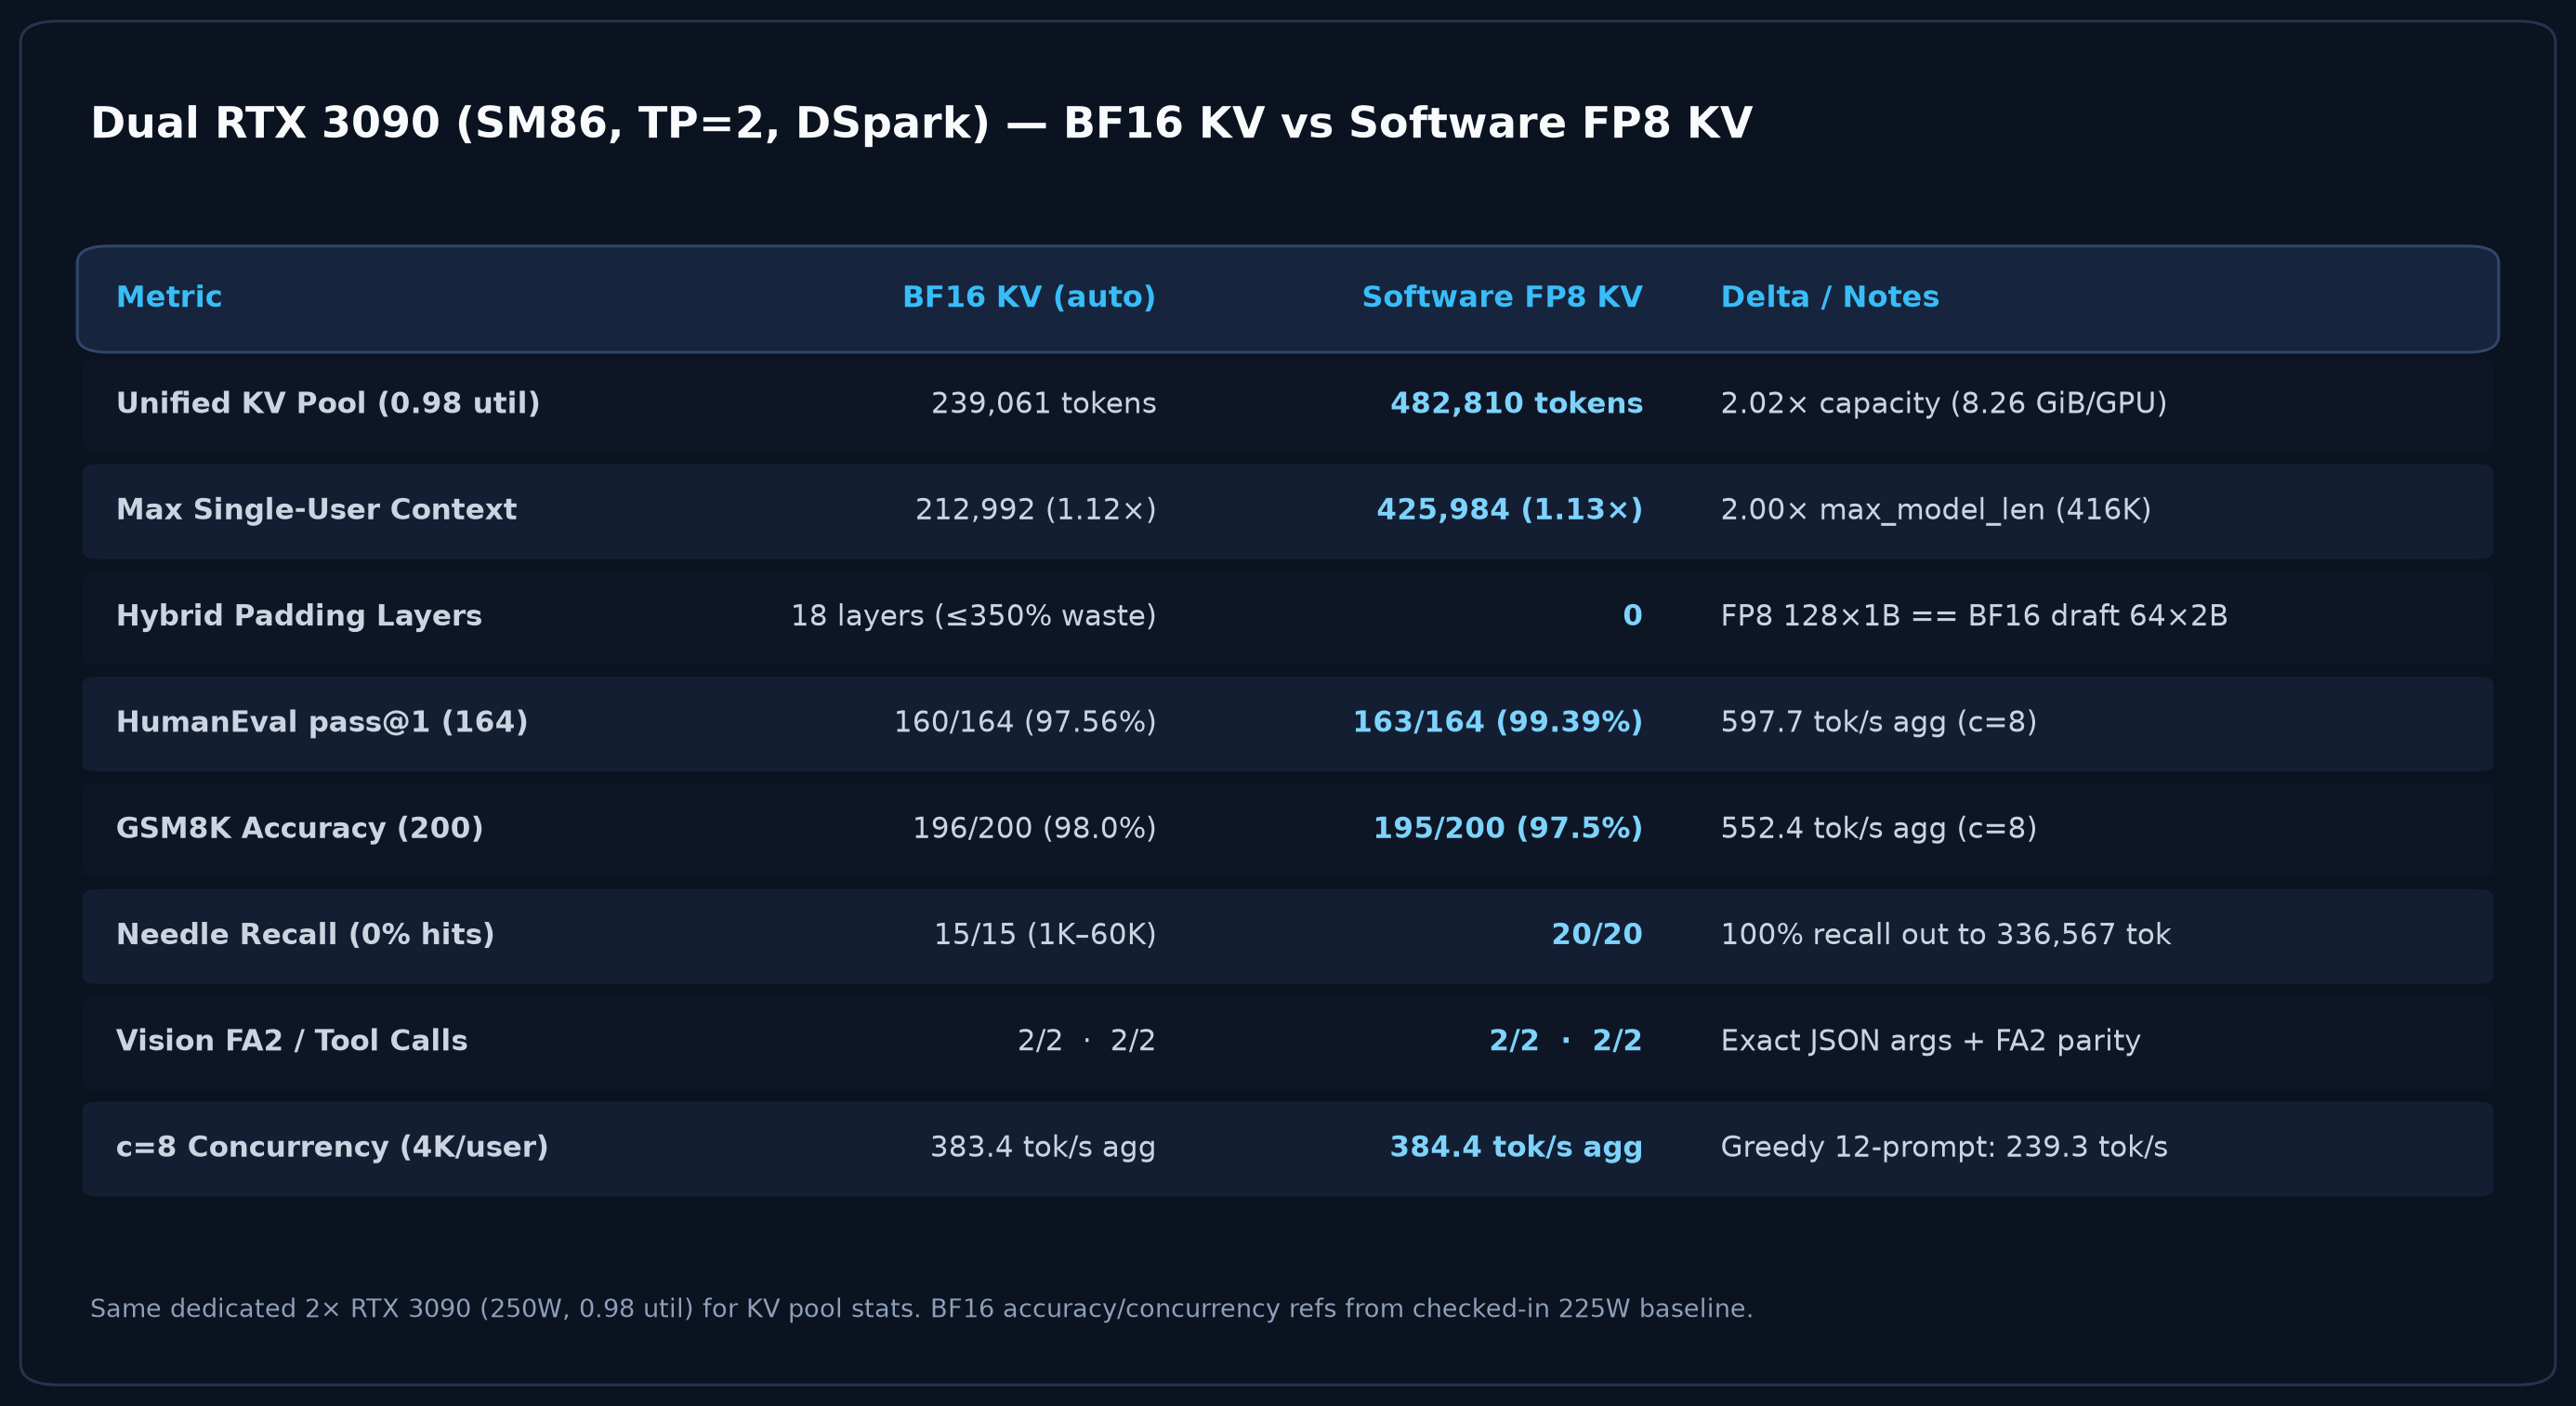 Dual RTX 3090 (SM86, TP=2, DSpark) — BF16 KV vs Software FP8 KV
Metric BF16 KV (auto) Software FP8 KV Delta / Notes
Unified KV Pool (0.98 util) 239,061 tokens 482,810 tokens 2.02× capacity (8.26 GiB/GPU)
Max Single-User Context 212,992 (1.12×) 425,984 (1.13×) 2.00× max_model_len (416K)
Hybrid Padding Layers 18 layers (≤350% waste) 0 FP8 128×1B == BF16 draft 64×2B
HumanEval pass@1 (164) 160/164 (97.56%) 163/164 (99.39%) 597.7 tok/s agg (c=8)
GSM8K Accuracy (200) 196/200 (98.0%) 195/200 (97.5%) 552.4 tok/s agg (c=8)
Needle Recall (0% hits) 15/15 (1K–60K) 20/20 100% recall out to 336,567 tok
Vision FA2 / Tool Calls 2/2 · 2/2 2/2 · 2/2 Exact JSON args + FA2 parity
c=8 Concurrency (4K/user) 383.4 tok/s agg 384.4 tok/s agg Greedy 12-prompt: 239.3 tok/s
Same dedicated 2× RTX 3090 (250W, 0.98 util) for KV pool stats. BF16 accuracy/concurrency refs from checked-in 225W baseline.